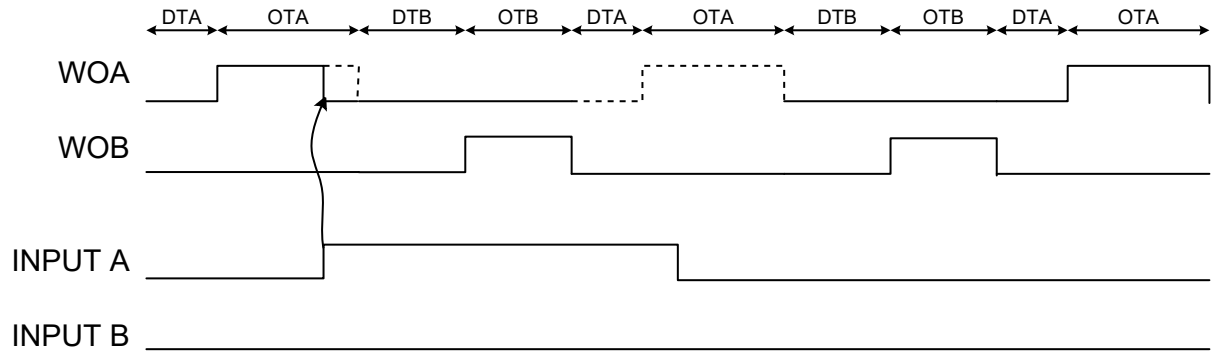 DTA OTA DTB OTB DTA OTA DTB OTB DTA OTA
WOA
WOB
INPUT A
INPUT B